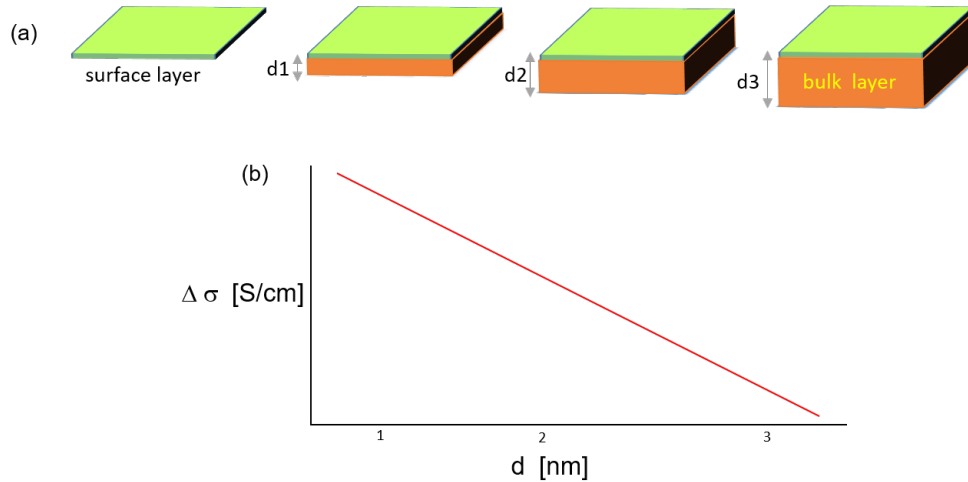 (a)
surface layer
d1
d2
d3
bulk layer
(b)
Δ σ [S/cm]
1 2 3
d [nm]